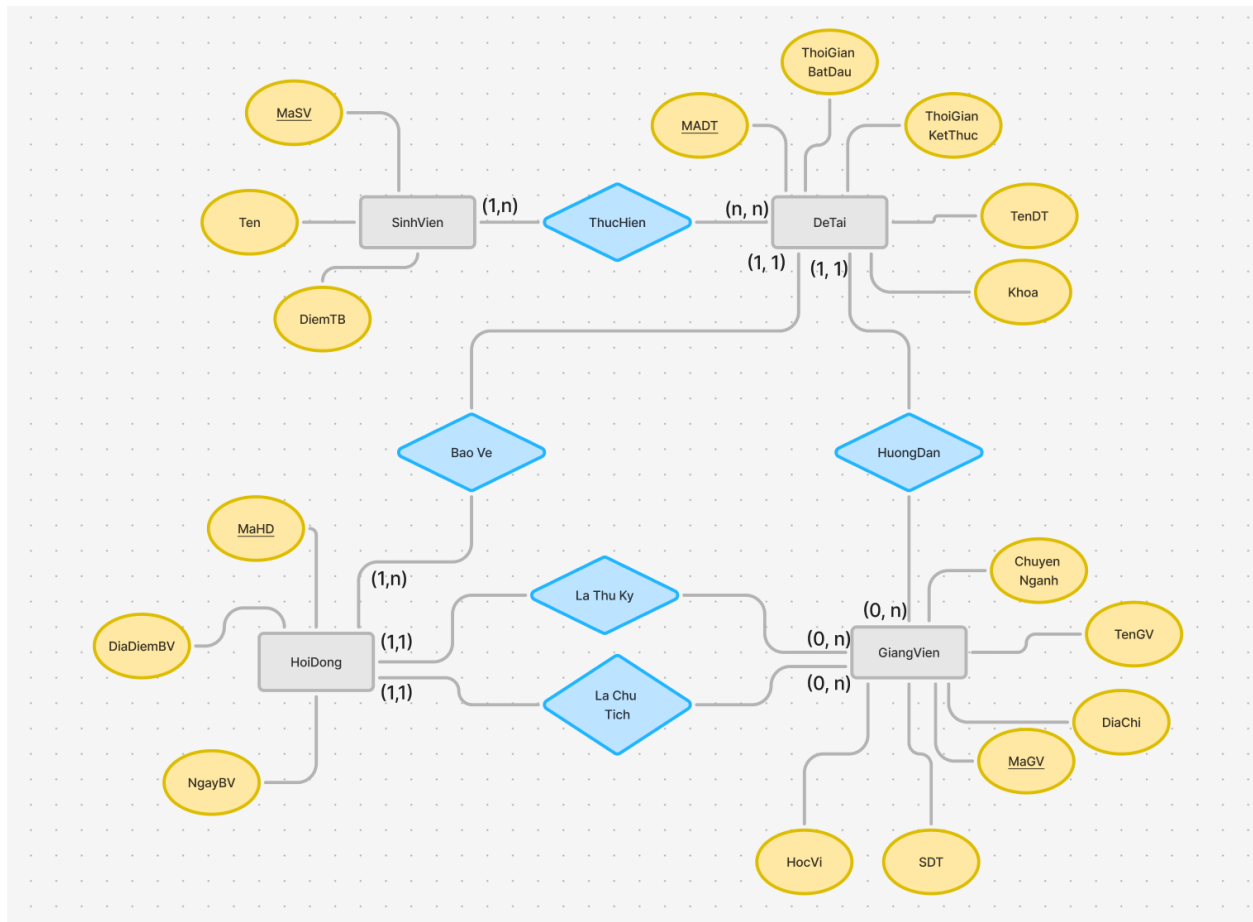 ThoiGian
BatDau
MaSV
MADT
ThoiGian
KetThuc
Ten
SinhVien
(1,n)
ThucHien
(n, n)
DeTai
TenDT
(1, 1)
(1, 1)
Khoa
DiemTB
Bao Ve
HuongDan
MaHD
(1,n)
La Thu Ky
Chuyen
Nganh
(0, n)
DiaDiemBV
HoiDong
(1,1)
(0, n)
GiangVien
TenGV
(1,1)
(0, n)
La Chu
Tich
DiaChi
MaGV
NgayBV
HocVi
SDT